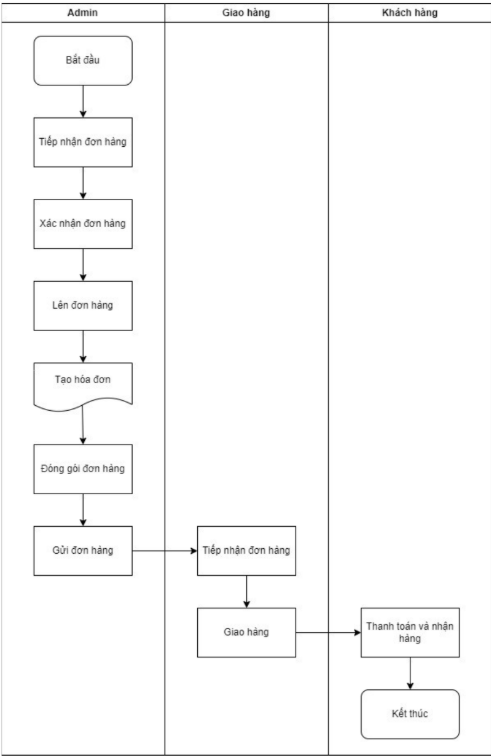 Admin
Giao hàng
Khách hàng
Bắt đầu
Tiếp nhận đơn hàng
Xác nhận đơn hàng
Lên đơn hàng
Tạo hóa đơn
Đóng gói đơn hàng
Gửi đơn hàng
Tiếp nhận đơn hàng
Giao hàng
Thanh toán và nhận
hàng
Kết thúc